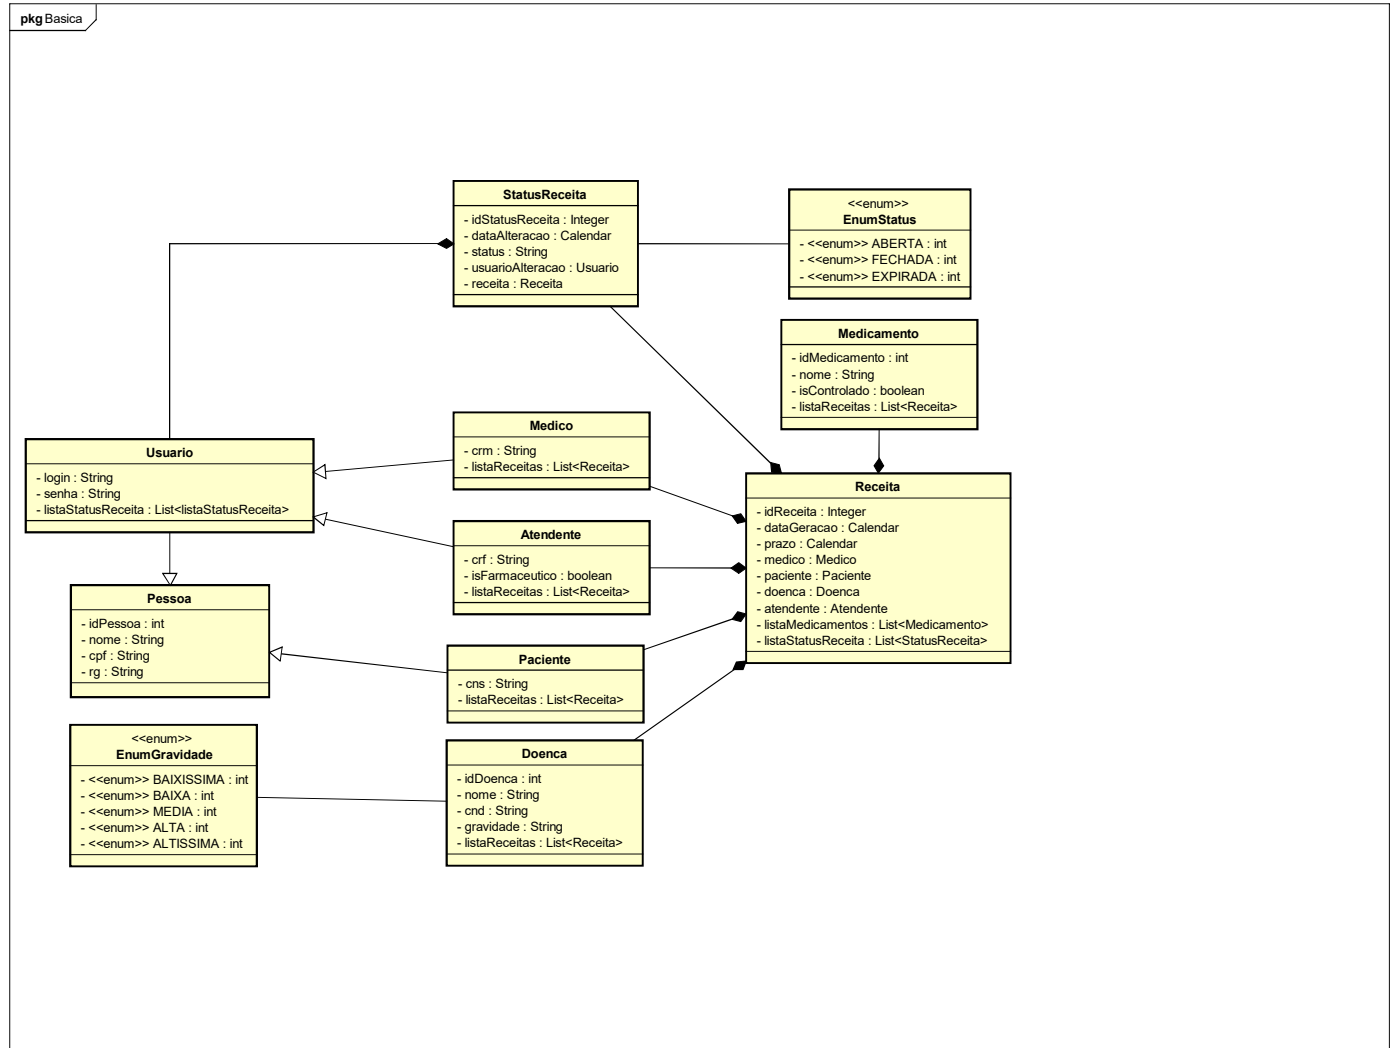 pkg Basica
StatusReceita
- idStatusReceita : Integer
- dataAlteracao : Calendar
- status : String
- usuarioAlteracao : Usuario
- receita : Receita
<<enum>>
EnumStatus
- <<enum>> ABERTA : int
- <<enum>> FECHADA : int
- <<enum>> EXPIRADA : int
Medicamento
- idMedicamento : int
- nome : String
- isControlado : boolean
- listaReceitas : List<Receita>
Usuario
- login : String
- senha : String
- listaStatusReceita : List<listaStatusReceita>
Medico
- crm : String
- listaReceitas : List<Receita>
Atendente
- crf : String
- isFarmaceutico : boolean
- listaReceitas : List<Receita>
Receita
- idReceita : Integer
- dataGeracao : Calendar
- prazo : Calendar
- medico : Medico
- paciente : Paciente
- doenca : Doenca
- atendente : Atendente
- listaMedicamentos : List<Medicamento>
- listaStatusReceita : List<StatusReceita>
Pessoa
- idPessoa : int
- nome : String
- cpf : String
- rg : String
Paciente
- cns : String
- listaReceitas : List<Receita>
<<enum>>
EnumGravidade
- <<enum>> BAIXISSIMA : int
- <<enum>> BAIXA : int
- <<enum>> MEDIA : int
- <<enum>> ALTA : int
- <<enum>> ALTISSIMA : int
Doenca
- idDoenca : int
- nome : String
- cnd : String
- gravidade : String
- listaReceitas : List<Receita>